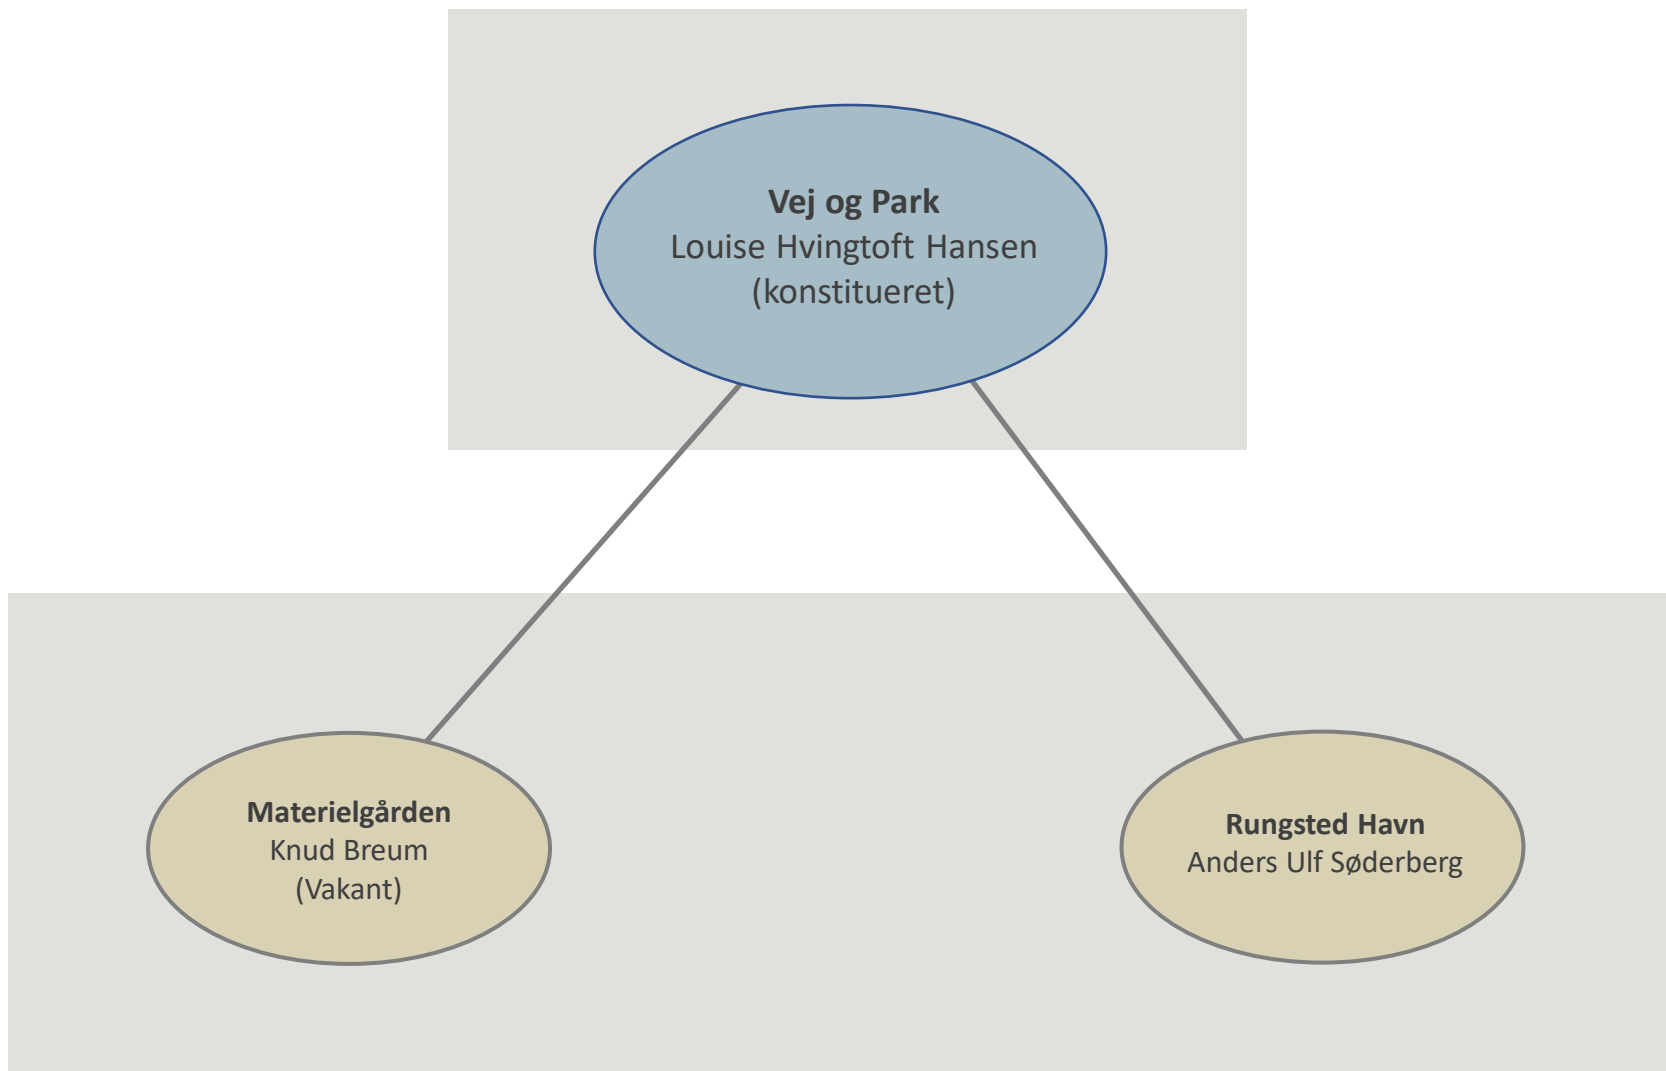 Vej og Park
Louise Hvingtoft Hansen
(konstitueret)
Materielgården
Knud Breum
(Vakant)
Rungsted Havn
Anders Ulf Søderberg